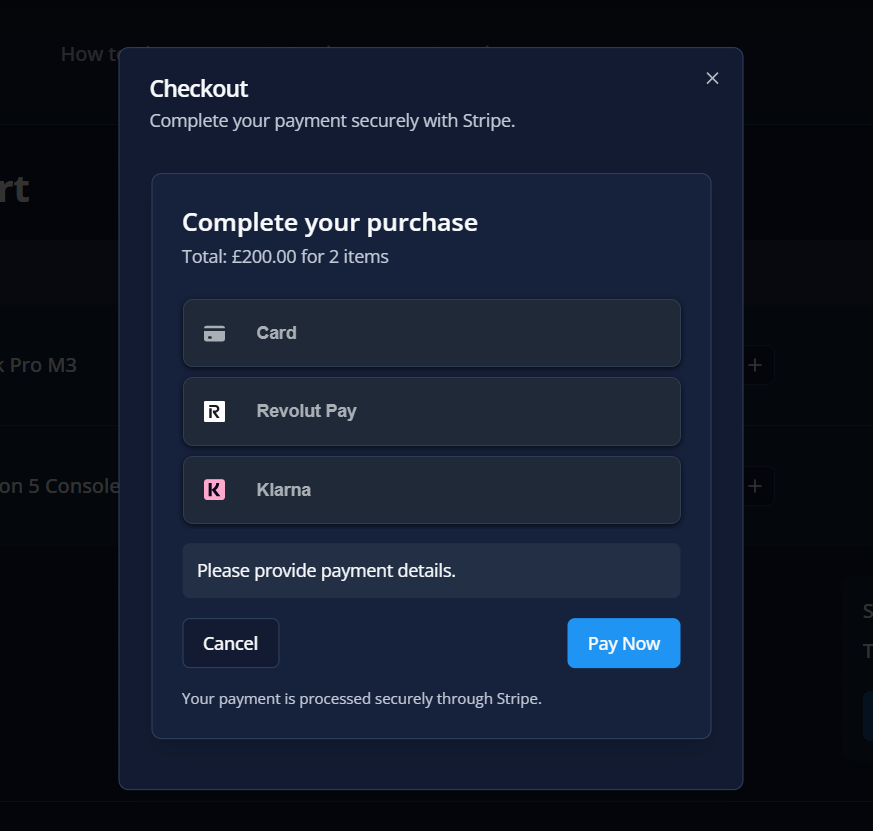 How to
Checkout
Complete your payment securely with Stripe.
rt
Complete your purchase
Total: £200.00 for 2 items
Card
Pro M3
Revolut Pay
on 5 Console
Klarna
Please provide payment details.
Cancel
Pay Now
Your payment is processed securely through Stripe.